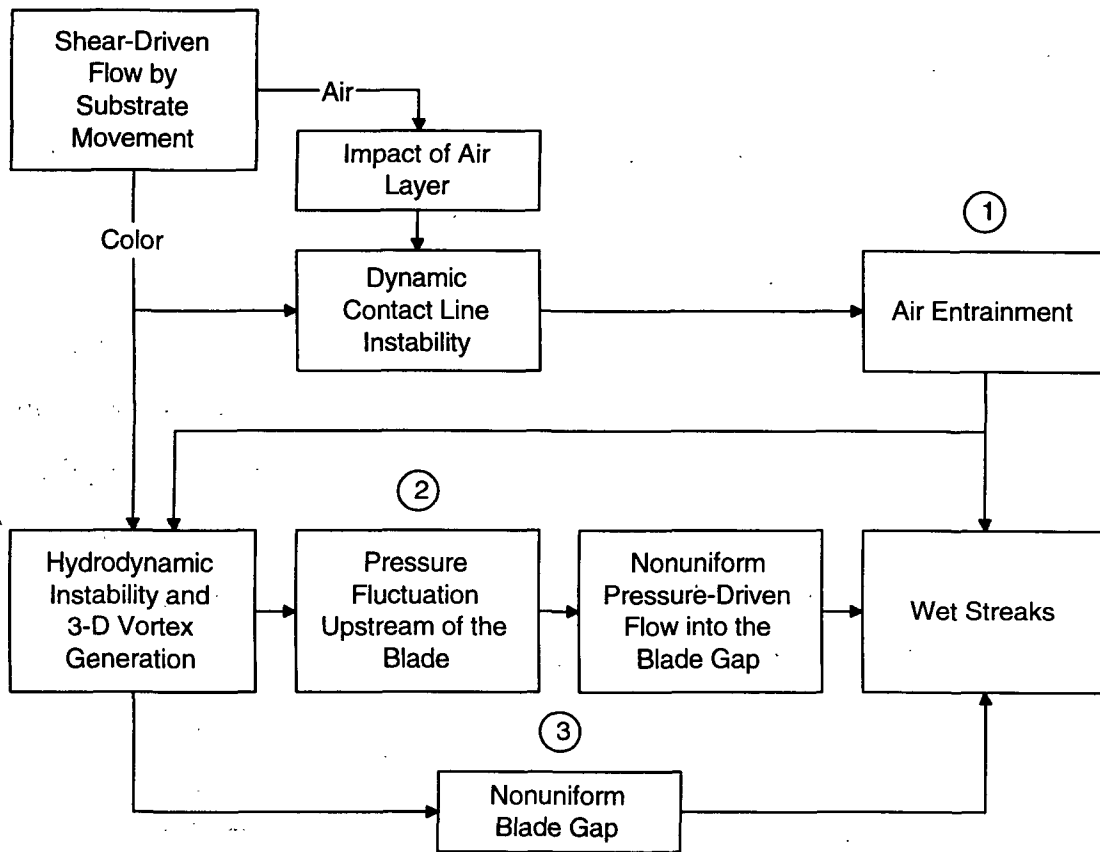 Shear-Driven
Flow by
Substrate
Movement
Air
Impact of Air
Layer
Color
1
Dynamic
Contact Line
Instability
Air Entrainment
2
Hydrodynamic
Instability and
3-D Vortex
Generation
Pressure
Fluctuation
Upstream of the
Blade
Nonuniform
Pressure-Driven
Flow into the
Blade Gap
Wet Streaks
3
Nonuniform
Blade Gap